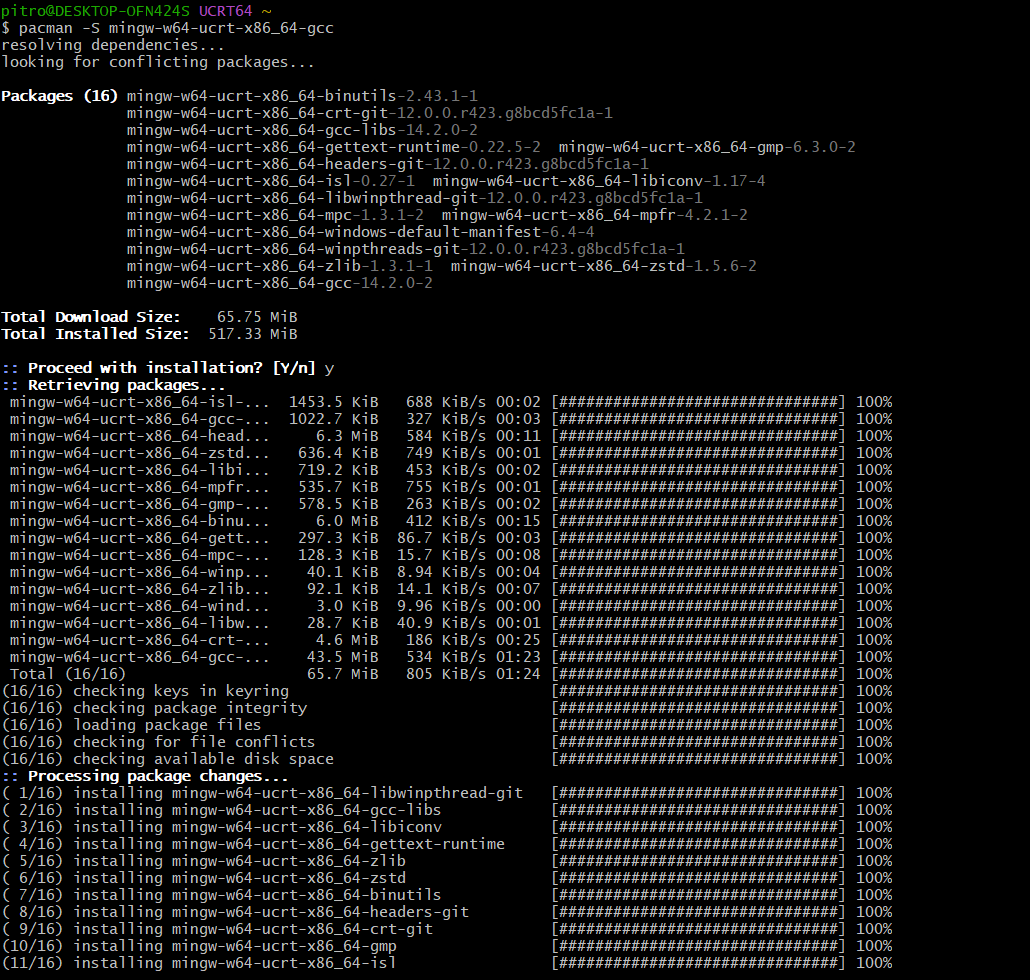 pitro@DESKTOP-OFN424S UCRT64 ~
$ pacman -S mingw-w64-ucrt-x86_64-gcc
resolving dependencies...
looking for conflicting packages...
Packages (16) mingw-w64-ucrt-x86_64-binutils-2.43.1-1
mingw-w64-ucrt-x86_64-crt-git-12.0.0.r423.g8bcd5fc1a-1
mingw-w64-ucrt-x86_64-gcc-libs-14.2.0-2
mingw-w64-ucrt-x86_64-gettext-runtime-0.22.5-2  mingw-w64-ucrt-x86_64-gmp-6.3.0-2
mingw-w64-ucrt-x86_64-headers-git-12.0.0.r423.g8bcd5fc1a-1
mingw-w64-ucrt-x86_64-isl-0.27-1  mingw-w64-ucrt-x86_64-libiconv-1.17-4
mingw-w64-ucrt-x86_64-libwinpthread-git-12.0.0.r423.g8bcd5fc1a-1
mingw-w64-ucrt-x86_64-mpc-1.3.1-2  mingw-w64-ucrt-x86_64-mpfr-4.2.1-2
mingw-w64-ucrt-x86_64-windows-default-manifest-6.4-4
mingw-w64-ucrt-x86_64-winpthreads-git-12.0.0.r423.g8bcd5fc1a-1
mingw-w64-ucrt-x86_64-zlib-1.3.1-1  mingw-w64-ucrt-x86_64-zstd-1.5.6-2
mingw-w64-ucrt-x86_64-gcc-14.2.0-2
Total Download Size:    65.75 MiB
Total Installed Size:  517.33 MiB
:: Proceed with installation? [Y/n] y
:: Retrieving packages...
mingw-w64-ucrt-x86_64-isl-...  1453.5 KiB   688 KiB/s 00:02 [###############################] 100%
mingw-w64-ucrt-x86_64-gcc-...  1022.7 KiB   327 KiB/s 00:03 [###############################] 100%
mingw-w64-ucrt-x86_64-head...     6.3 MiB   584 KiB/s 00:11 [###############################] 100%
mingw-w64-ucrt-x86_64-zstd...   636.4 KiB   749 KiB/s 00:01 [###############################] 100%
mingw-w64-ucrt-x86_64-libi...   719.2 KiB   453 KiB/s 00:02 [###############################] 100%
mingw-w64-ucrt-x86_64-mpfr...   535.7 KiB   755 KiB/s 00:01 [###############################] 100%
mingw-w64-ucrt-x86_64-gmp-...   578.5 KiB   263 KiB/s 00:02 [###############################] 100%
mingw-w64-ucrt-x86_64-binu...     6.0 MiB   412 KiB/s 00:15 [###############################] 100%
mingw-w64-ucrt-x86_64-gett...   297.3 KiB  86.7 KiB/s 00:03 [###############################] 100%
mingw-w64-ucrt-x86_64-mpc-...   128.3 KiB  15.7 KiB/s 00:08 [###############################] 100%
mingw-w64-ucrt-x86_64-winp...    40.1 KiB  8.94 KiB/s 00:04 [###############################] 100%
mingw-w64-ucrt-x86_64-zlib...    92.1 KiB  14.1 KiB/s 00:07 [###############################] 100%
mingw-w64-ucrt-x86_64-wind...     3.0 KiB  9.96 KiB/s 00:00 [###############################] 100%
mingw-w64-ucrt-x86_64-libw...    28.7 KiB  40.9 KiB/s 00:01 [###############################] 100%
mingw-w64-ucrt-x86_64-crt-...     4.6 MiB   186 KiB/s 00:25 [###############################] 100%
mingw-w64-ucrt-x86_64-gcc-...    43.5 MiB   534 KiB/s 01:23 [###############################] 100%
Total (16/16)                    65.7 MiB   805 KiB/s 01:24 [###############################] 100%
(16/16) checking keys in keyring                             [###############################] 100%
(16/16) checking package integrity                           [###############################] 100%
(16/16) loading package files                                [###############################] 100%
(16/16) checking for file conflicts                          [###############################] 100%
(16/16) checking available disk space                        [###############################] 100%
:: Processing package changes...
( 1/16) installing mingw-w64-ucrt-x86_64-libwinpthread-git   [###############################] 100%
( 2/16) installing mingw-w64-ucrt-x86_64-gcc-libs            [###############################] 100%
( 3/16) installing mingw-w64-ucrt-x86_64-libiconv            [###############################] 100%
( 4/16) installing mingw-w64-ucrt-x86_64-gettext-runtime     [###############################] 100%
( 5/16) installing mingw-w64-ucrt-x86_64-zlib                [###############################] 100%
( 6/16) installing mingw-w64-ucrt-x86_64-zstd                [###############################] 100%
( 7/16) installing mingw-w64-ucrt-x86_64-binutils            [###############################] 100%
( 8/16) installing mingw-w64-ucrt-x86_64-headers-git         [###############################] 100%
( 9/16) installing mingw-w64-ucrt-x86_64-crt-git             [###############################] 100%
(10/16) installing mingw-w64-ucrt-x86_64-gmp                 [###############################] 100%
(11/16) installing mingw-w64-ucrt-x86_64-isl                 [###############################] 100%